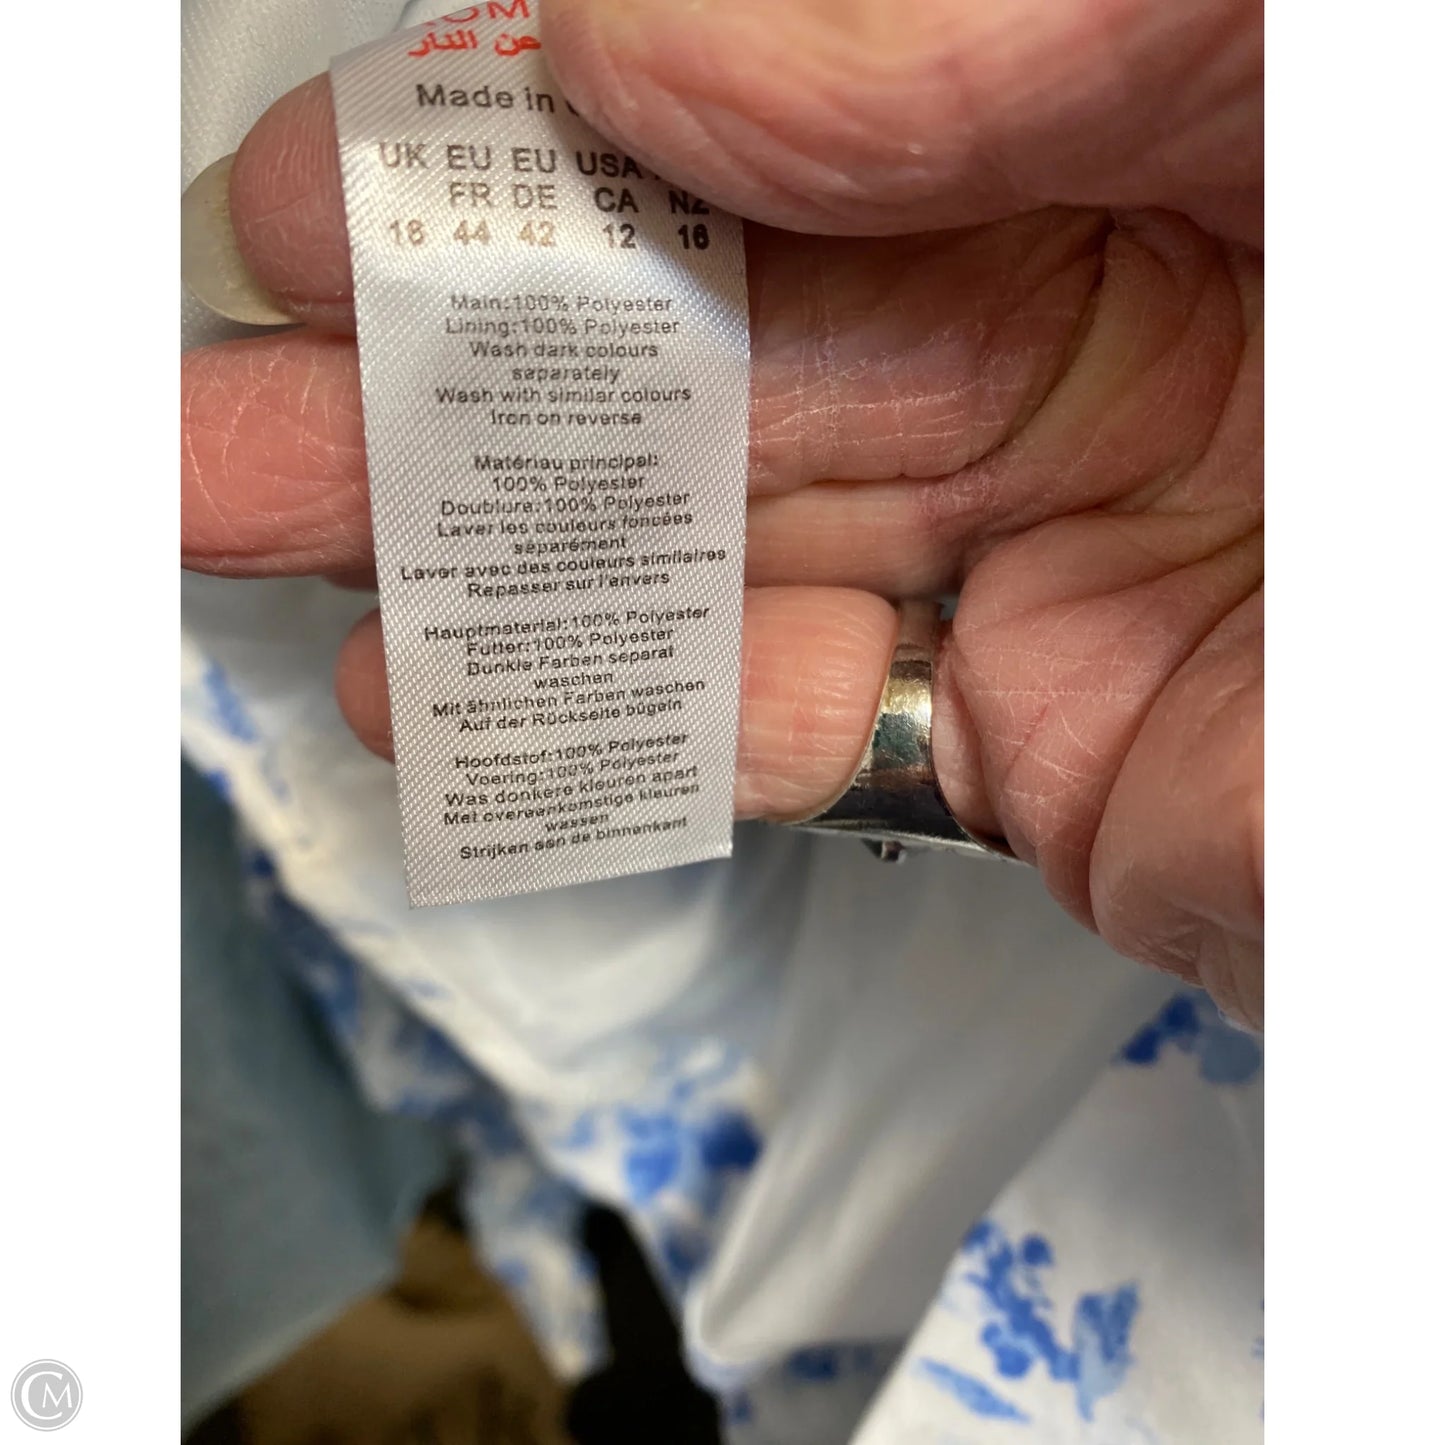 عن النار
Made in
UK EU EU USA
FR DE CA NZ
16 44 42 12 16
Main:100% Polyester
Lining:100% Polyester
Wash dark colours
separately
Wash with similar colours
Iron on reverse
Matériau principal:
100% Polyester
Doublure:100% Polyester
Laver les couleurs foncées
séparément
Laver avec des couleurs similaires
Repasser sur l'envers
Hauptmaterial:100% Polyester
Futter:100% Polyester
Dunkle Farben separat
waschen
Mit ähnlichen Farben waschen
Auf der Rückseite bügeln
Hoofdstof:100% Polyester
Voering:100% Polyester
Was donkere kleuren apart
Met overeenkomstige kleuren
wassen
Strijken aan de binnenkant
CM